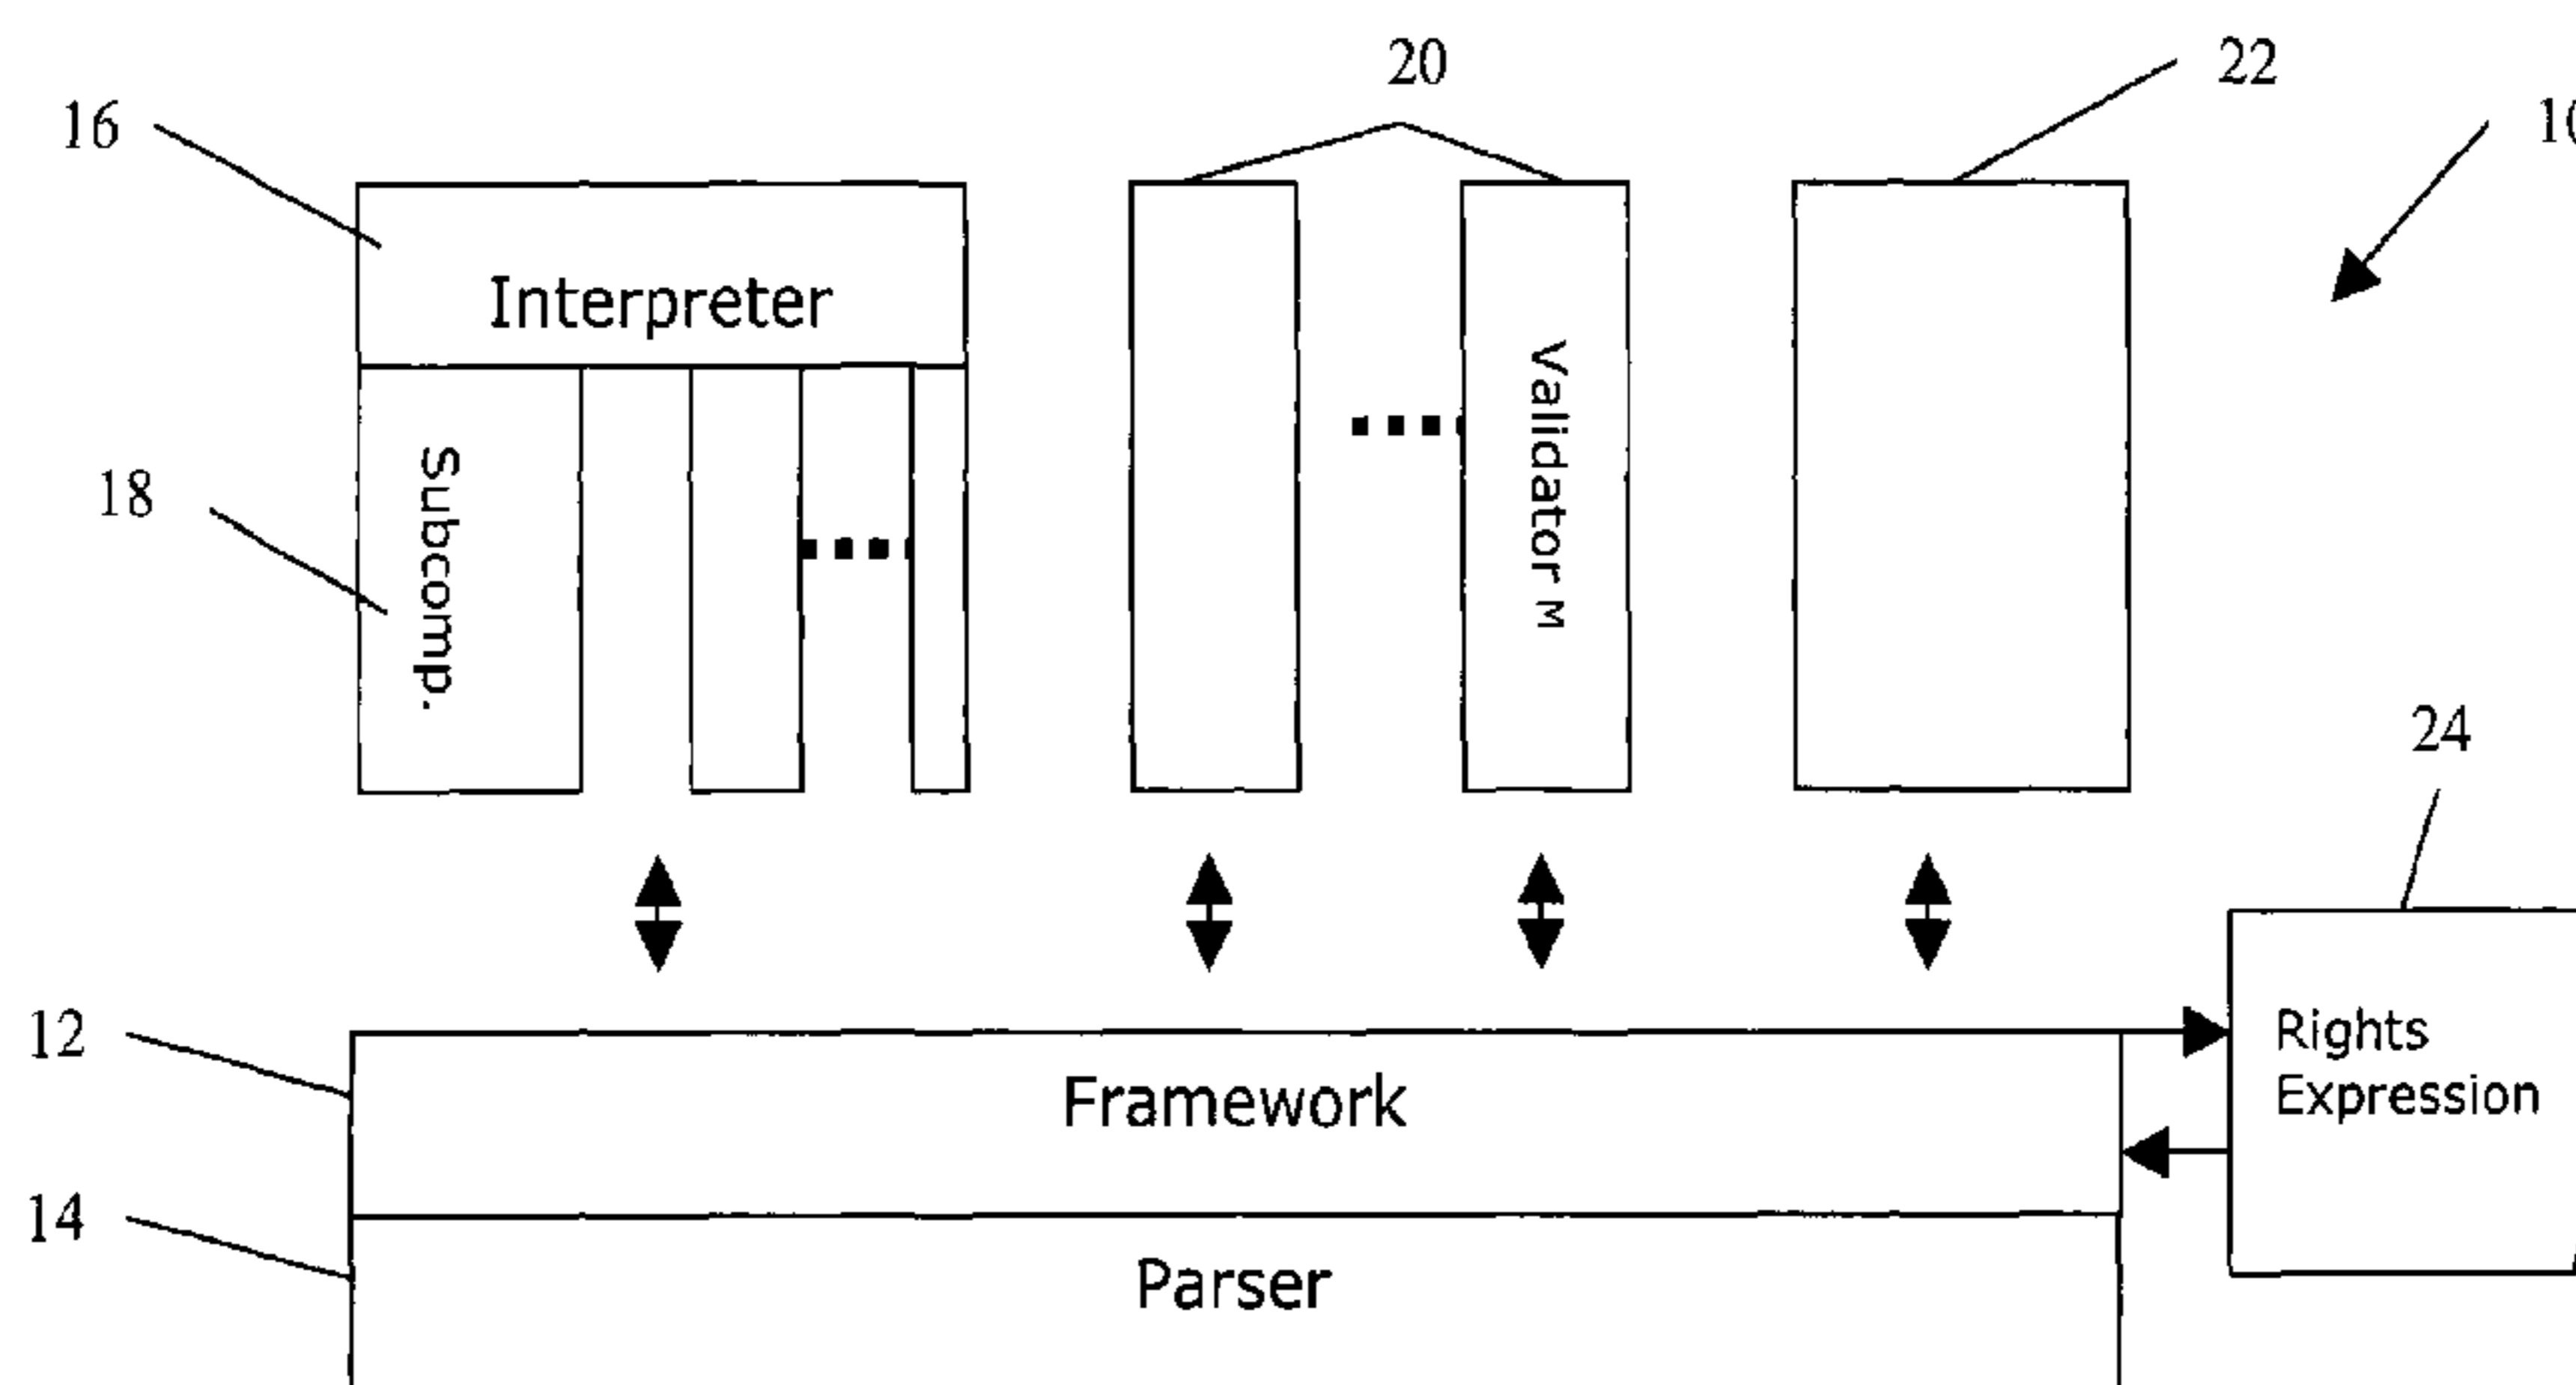 20
22
16
Interpreter
Validator M
Subcomp.
18
24
12
Framework
Rights
Expression
14
Parser